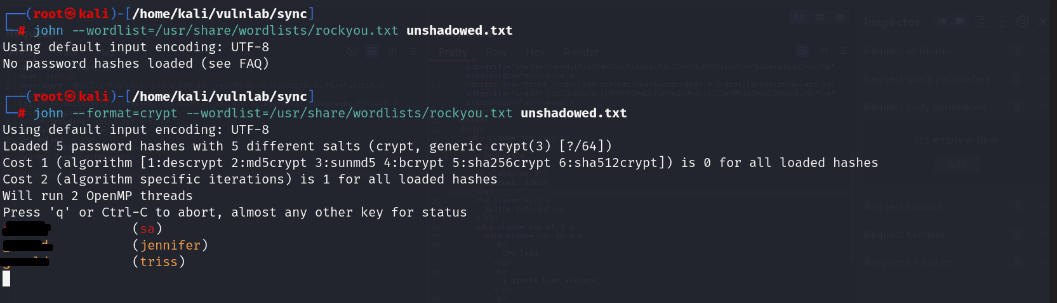 ┌──(root㉿kali)-[/home/kali/vulnlab/sync]
└─# john --wordlist=/usr/share/wordlists/rockyou.txt unshadowed.txt
Using default input encoding: UTF-8
No password hashes loaded (see FAQ)
┌──(root㉿kali)-[/home/kali/vulnlab/sync]
└─# john --format=crypt --wordlist=/usr/share/wordlists/rockyou.txt unshadowed.txt
Using default input encoding: UTF-8
Loaded 5 password hashes with 5 different salts (crypt, generic crypt(3) [?/64])
Cost 1 (algorithm [1:descrypt 2:md5crypt 3:sunmd5 4:bcrypt 5:sha256crypt 6:sha512crypt]) is 0 for all loaded hashes
Cost 2 (algorithm specific iterations) is 1 for all loaded hashes
Will run 2 OpenMP threads
Press 'q' or Ctrl-C to abort, almost any other key for status
(sa)
(jennifer)
(triss)